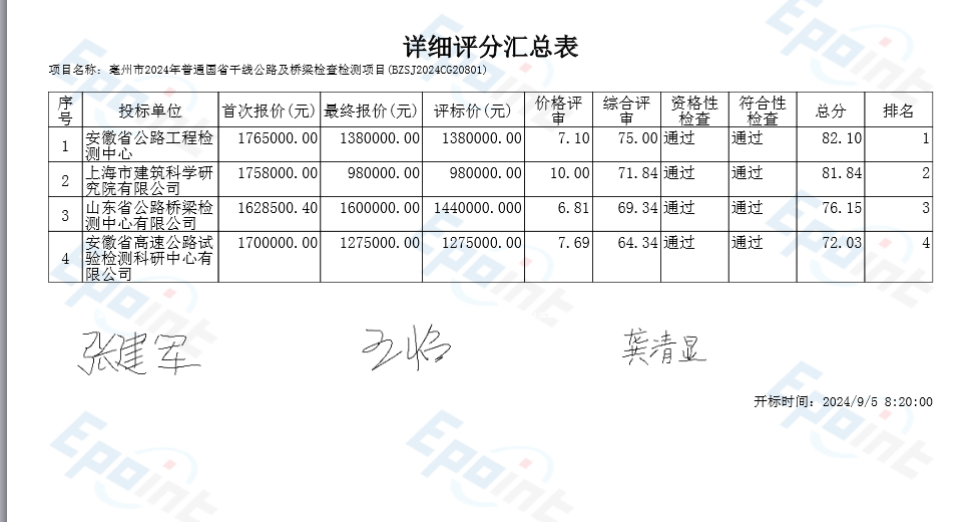 详细评分汇总表
项目名称：亳州市2024年普通国省干线公路及桥梁检查检测项目(BZSJ2024CG20801)
序号 投标单位 首次报价(元) 最终报价(元) 评标价(元) 价格评审 综合评审 资格性检查 符合性检查 总分 排名
1 安徽省公路工程检测中心 1765000.00 1380000.00 1380000.00 7.10 75.00 通过 通过 82.10 1
2 上海市建筑科学研究院有限公司 1758000.00 980000.00 980000.00 10.00 71.84 通过 通过 81.84 2
3 山东省公路桥梁检测中心有限公司 1628500.40 1600000.00 1440000.000 6.81 69.34 通过 通过 76.15 3
4 安徽省高速公路试验检测科研中心有限公司 1700000.00 1275000.00 1275000.00 7.69 64.34 通过 通过 72.03 4
张建军 龚清显
开标时间：2024/9/5 8:20:00
Epoint